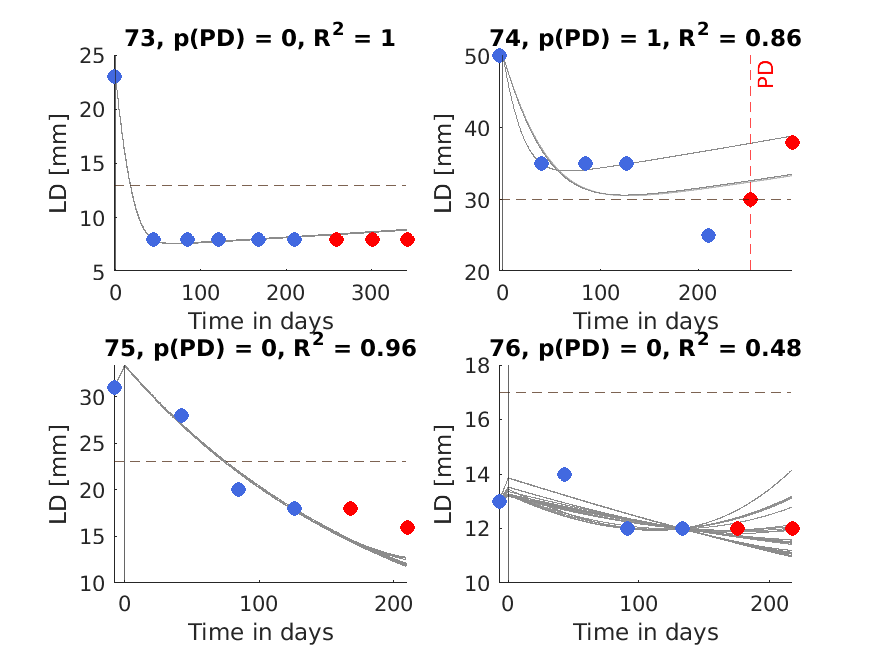 73, p(PD) = 0, R² = 1
25
20
15
10
5
LD [mm]
0 100 200 300
Time in days
74, p(PD) = 1, R² = 0.86
50
40
30
20
LD [mm]
PD
0 100 200
Time in days
75, p(PD) = 0, R² = 0.96
30
25
20
15
10
LD [mm]
0 100 200
Time in days
76, p(PD) = 0, R² = 0.48
18
16
14
12
10
LD [mm]
0 100 200
Time in days